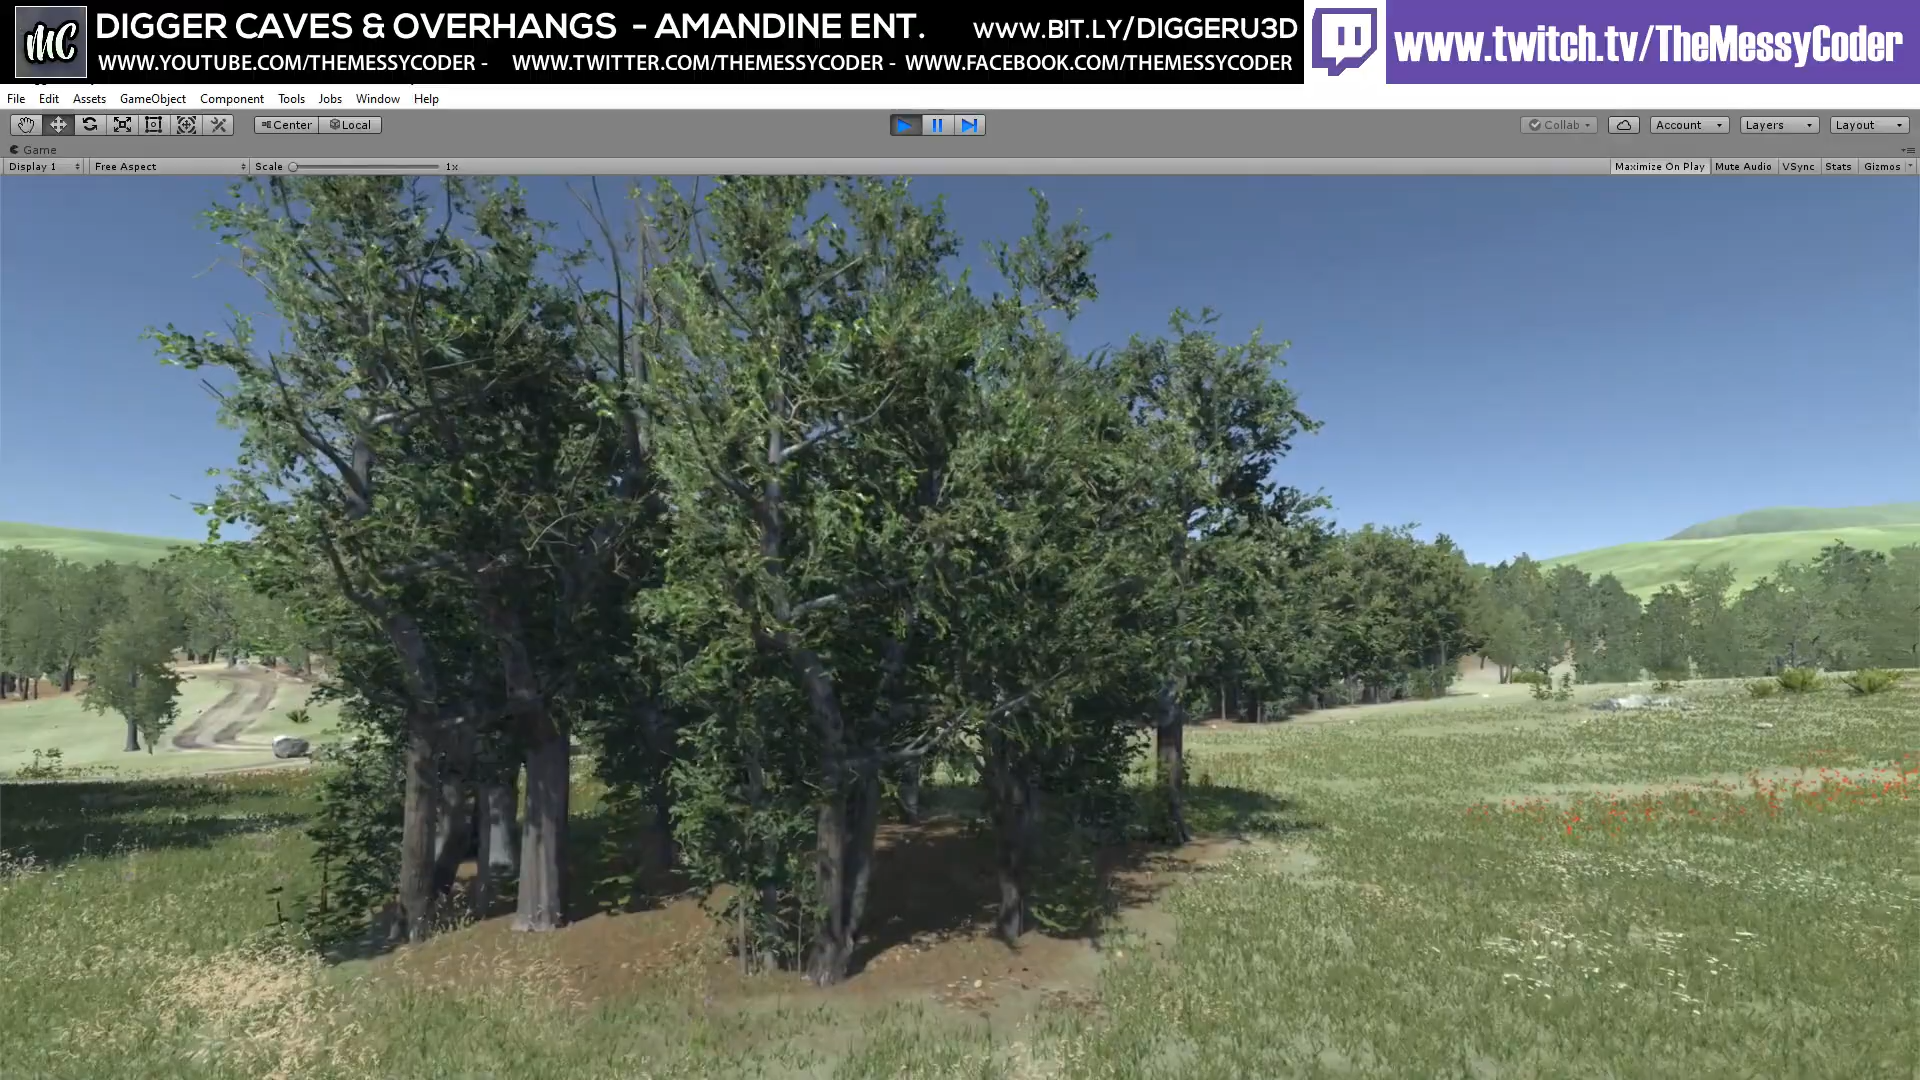 MC
DIGGER CAVES & OVERHANGS - AMANDINE ENT. WWW.BIT.LY/DIGGERU3D
WWW.YOUTUBE.COM/THEMESSYCODER - WWW.TWITTER.COM/THEMESSYCODER - WWW.FACEBOOK.COM/THEMESSYCODER
www.twitch.tv/TheMessyCoder
File Edit Assets GameObject Component Tools Jobs Window Help
Center Local Collab Account Layers Layout
Game
Display 1 Free Aspect Scale 1x Maximize On Play Mute Audio VSync Stats Gizmos